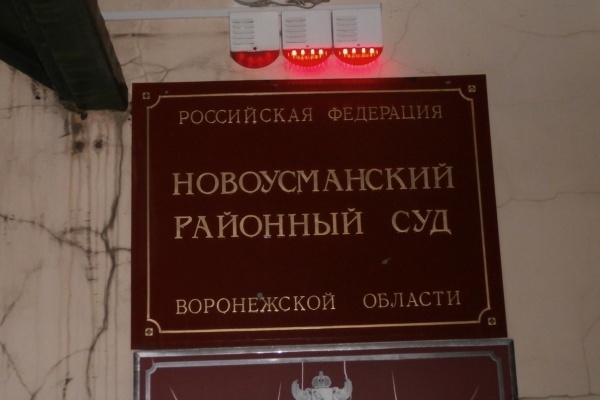 РОССИЙСКАЯ ФЕДЕРАЦИЯ
НОВОУСМАНСКИЙ
РАЙОННЫЙ СУД
ВОРОНЕЖСКОЙ ОБЛАСТИ